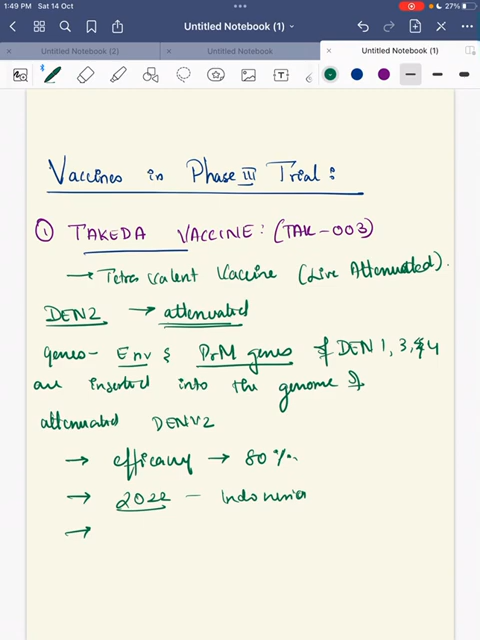 1:49 PM Sat 14 Oct
27%
Untitled Notebook (1)
Untitled Notebook (2)
Untitled Notebook
Untitled Notebook (1)
Vaccines in Phase III Trial:
① TAKEDA VACCINE: (TAK-003)
→ Tetra valent Vaccine (Live Attenuated).
DEN2 → attenuated
genes- Env & PrM genes of DEN 1, 3, & 4
are inserted into the genome of
attenuated DENV2
→ efficacy → 80%.
→ 2022 - Indonesia
→